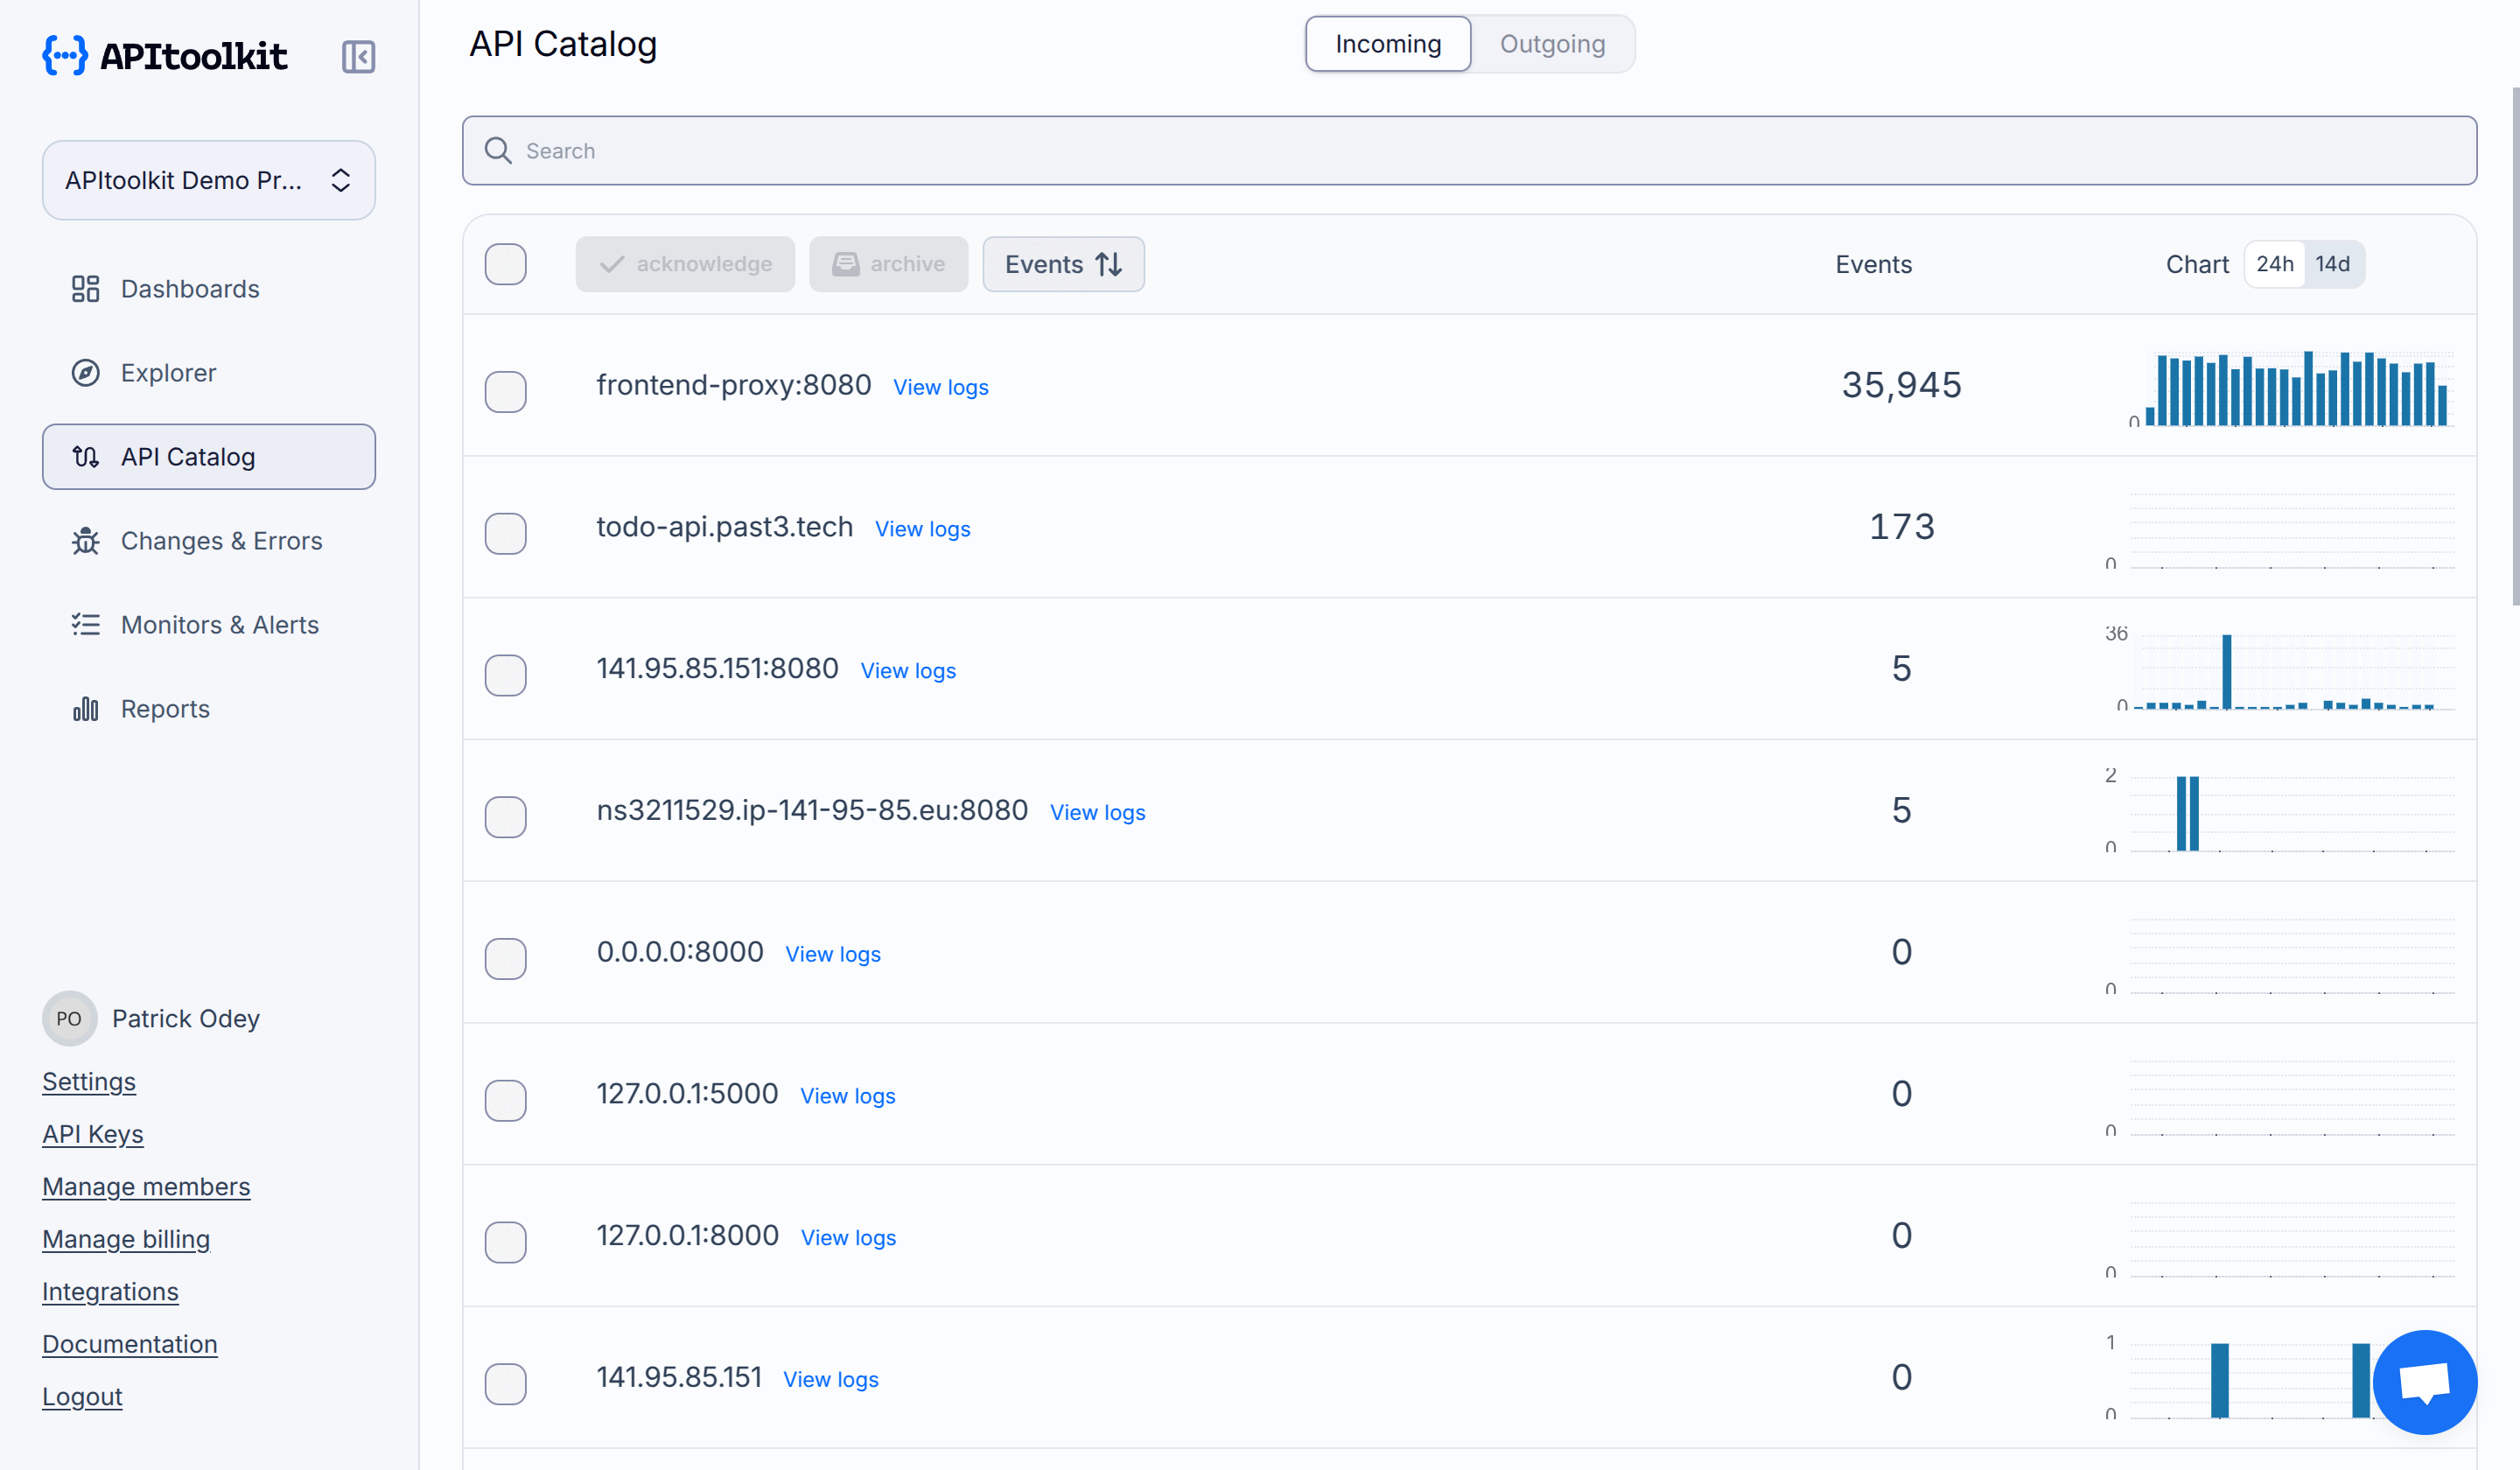 APItoolkit
APItoolkit Demo Pr...
Dashboards
Explorer
API Catalog
Changes & Errors
Monitors & Alerts
Reports
PO Patrick Odey
Settings
API Keys
Manage members
Manage billing
Integrations
Documentation
Logout
API Catalog
Incoming Outgoing
Search
acknowledge archive Events Events Chart 24h 14d
frontend-proxy:8080 View logs 35,945
0
todo-api.past3.tech View logs 173
0
36
141.95.85.151:8080 View logs 5
0
2
ns3211529.ip-141-95-85.eu:8080 View logs 5
0
0.0.0.0:8000 View logs 0
0
127.0.0.1:5000 View logs 0
0
127.0.0.1:8000 View logs 0
0
1
141.95.85.151 View logs 0
0